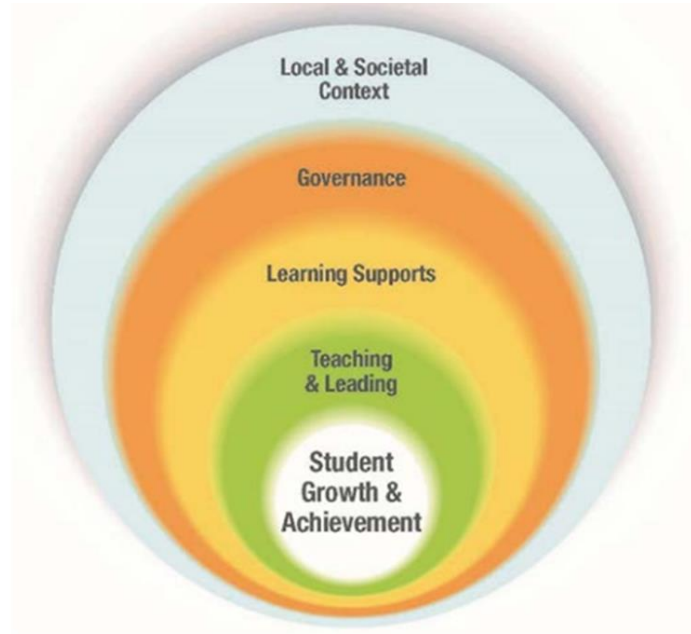 Local & Societal
Context
Governance
Learning Supports
Teaching
& Leading
Student
Growth &
Achievement